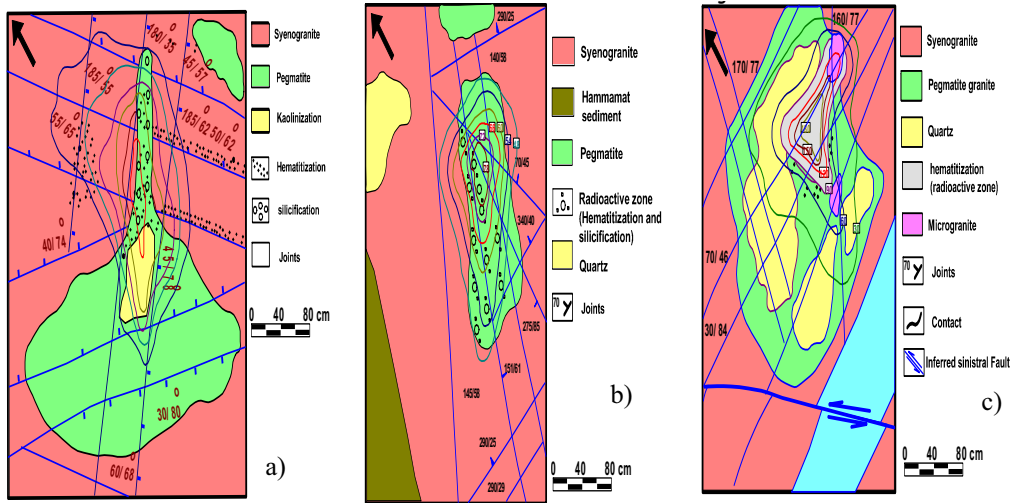 160/ 35
45/ 57
185/ 55
55/ 65
185/ 62
50/ 62
40/ 74
30/ 80
60/ 68
Syenogranite
Pegmatite
Kaolinization
Hematitization
silicification
Joints
0 40 80 cm
a)
290/25
140/58
70/45
340/40
275/85
151/61
145/58
290/25
290/29
Syenogranite
Hammamat
sediment
Pegmatite
Radioactive zone
(Hematitization and
silicification)
Quartz
70
Joints
0 40 80 cm
b)
160/ 77
170/ 77
70/ 46
30/ 84
Syenogranite
Pegmatite granite
Quartz
hematitization
(radioactive zone)
Microgranite
70
Joints
Contact
Inferred sinistral Fault
0 40 80 cm
c)